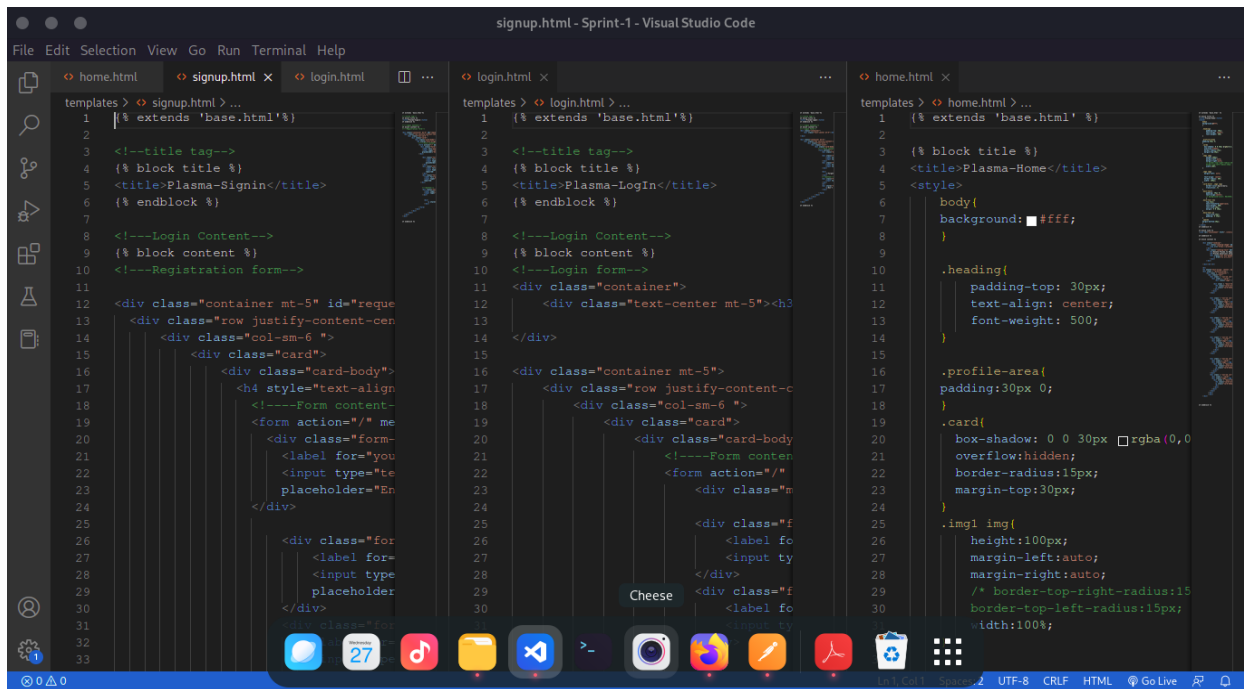 signup.html - Sprint-1 - Visual Studio Code
File Edit Selection View Go Run Terminal Help
home.html
signup.html
login.html
templates > signup.html > ...
1 {% extends 'base.html'%}
2
3 <!--title tag-->
4 {% block title %}
5 <title>Plasma-Signin</title>
6 {% endblock %}
7
8 <!---Login Content-->
9 {% block content %}
10 <!---Registration form-->
11
12 <div class="container mt-5" id="reque
13 <div class="row justify-content-cen
14 <div class="col-sm-6 ">
15 <div class="card">
16 <div class="card-body">
17 <h4 style="text-align
18 <!----Form content-
19 <form action="/" me
20 <div class="form-
21 <label for="you
22 <input type="te
23 placeholder="En
24 </div>
25
26 <div class="for
27 <label for=
28 <input type
29 placeholder
30 </div>
31 <div class="for
32
33
login.html
templates > login.html > ...
1 {% extends 'base.html'%}
2
3 <!--title tag-->
4 {% block title %}
5 <title>Plasma-LogIn</title>
6 {% endblock %}
7
8 <!---Login Content-->
9 {% block content %}
10 <!---Login form-->
11 <div class="container">
12 <div class="text-center mt-5"><h3
13
14 </div>
15
16 <div class="container mt-5">
17 <div class="row justify-content-c
18 <div class="col-sm-6 ">
19 <div class="card">
20 <div class="card-body
21 <!----Form conten
22 <form action="/"
23 <div class="m
24
25 <div class="f
26 <label fo
27 <input ty
28 </div>
29 <div class="f
30 <label fo
home.html
templates > home.html > ...
1 {% extends 'base.html' %}
2
3 {% block title %}
4 <title>Plasma-Home</title>
5 <style>
6 body{
7 background: #fff;
8 }
9
10 .heading{
11 padding-top: 30px;
12 text-align: center;
13 font-weight: 500;
14 }
15
16 .profile-area{
17 padding:30px 0;
18 }
19 .card{
20 box-shadow: 0 0 30px rgba(0,0
21 overflow:hidden;
22 border-radius:15px;
23 margin-top:30px;
24 }
25 .img1 img{
26 height:100px;
27 margin-left:auto;
28 margin-right:auto;
29 /* border-top-right-radius:15
30 border-top-left-radius:15px;
31 width:100%;
Cheese
Wednesday
27
1
0 0
Ln 1, Col 1 Spaces: 2 UTF-8 CRLF HTML Go Live